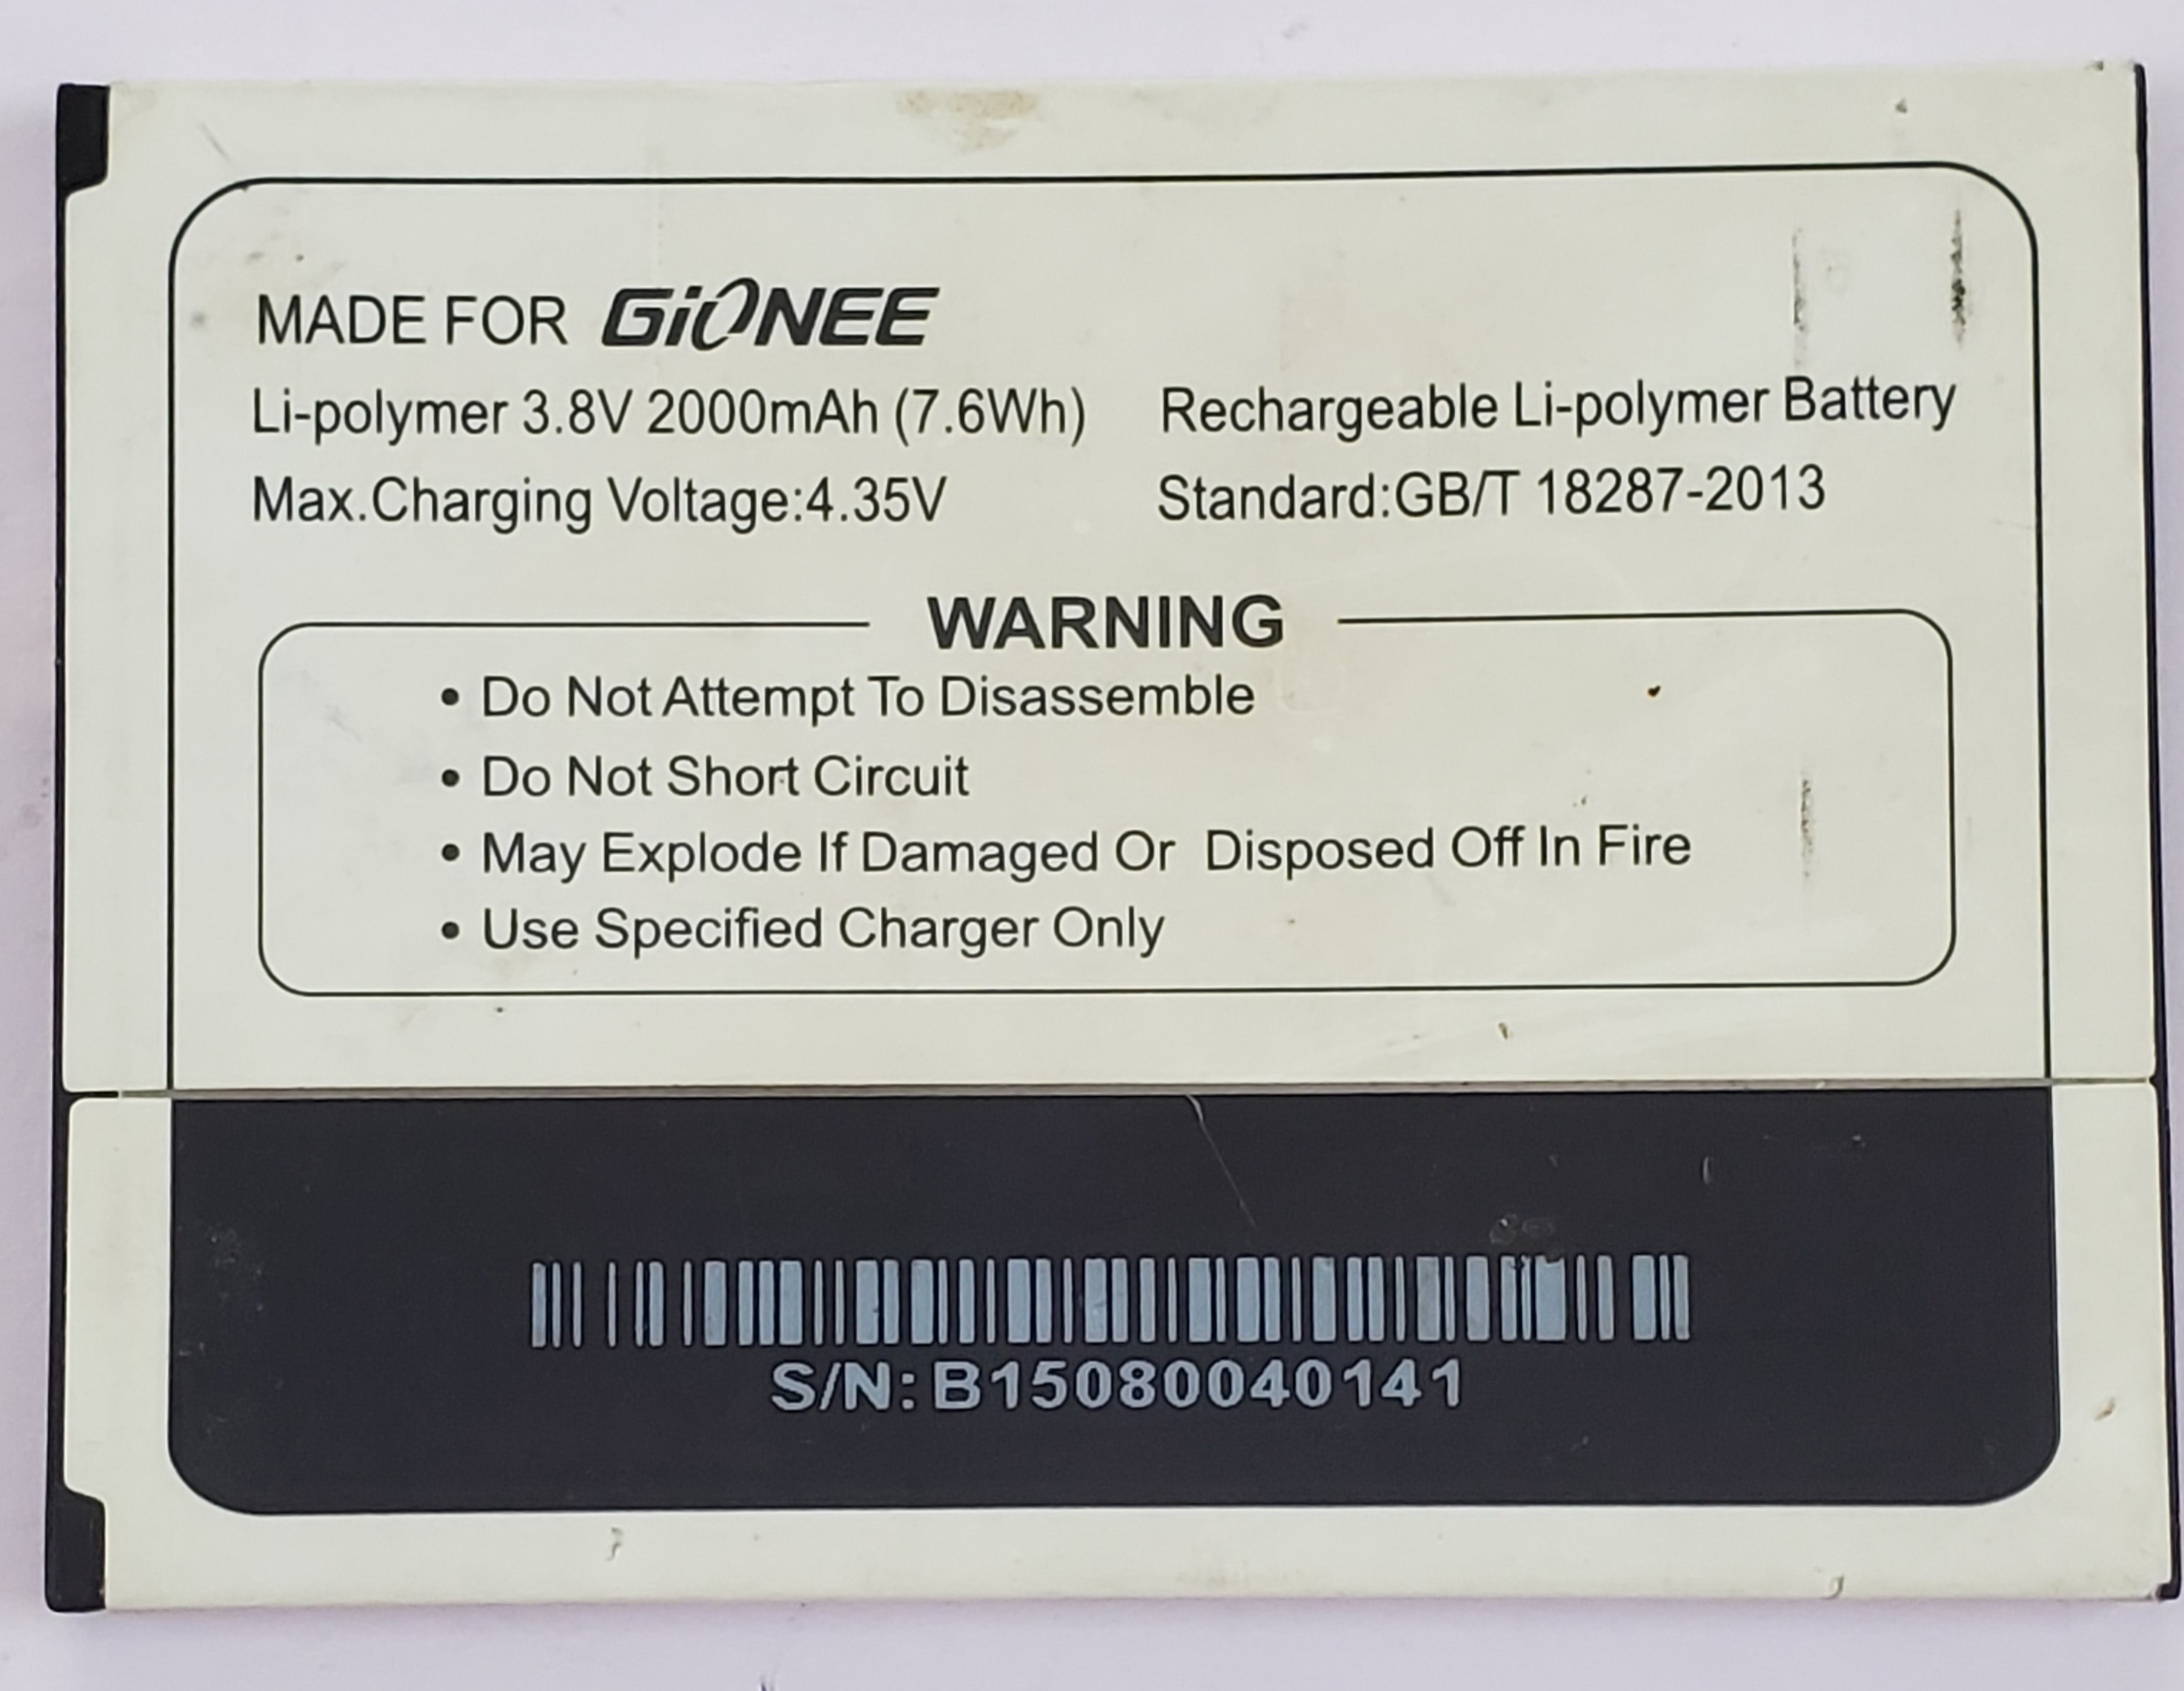 MADE FOR GiONEE
Li-polymer 3.8V 2000mAh (7.6Wh) Rechargeable Li-polymer Battery
Max.Charging Voltage:4.35V Standard:GB/T 18287-2013
WARNING
• Do Not Attempt To Disassemble
• Do Not Short Circuit
• May Explode If Damaged Or Disposed Off In Fire
• Use Specified Charger Only
S/N:B15080040141